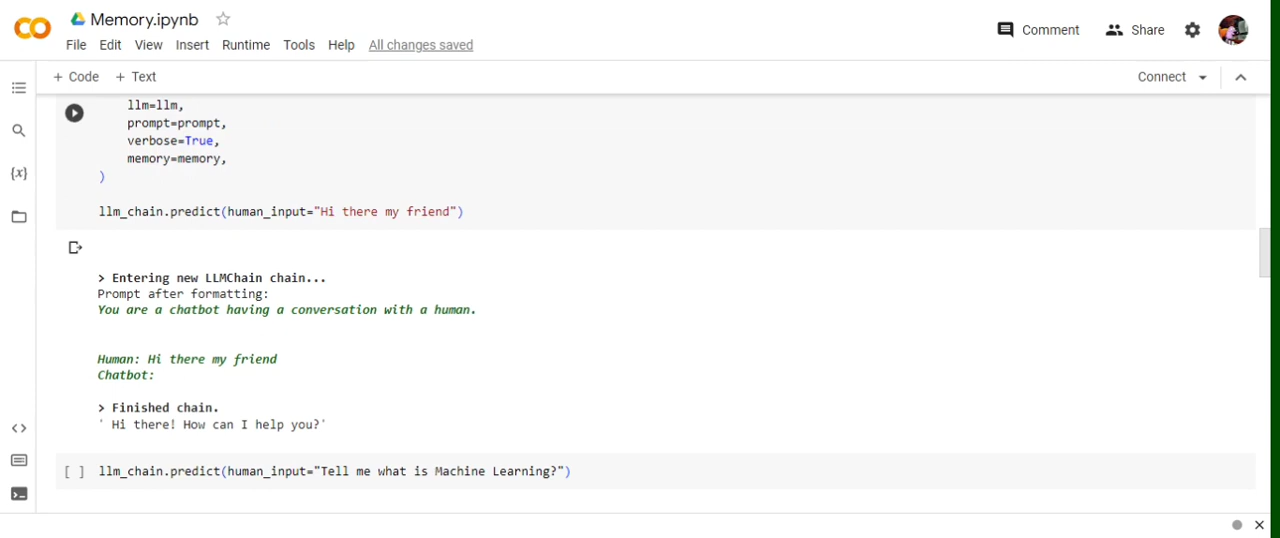 Memory.ipynb
Comment
Share
File Edit View Insert Runtime Tools Help All changes saved
+ Code + Text
Connect
llm=llm,
prompt=prompt,
verbose=True,
memory=memory,
)
llm_chain.predict(human_input="Hi there my friend")
> Entering new LLMChain chain...
Prompt after formatting:
You are a chatbot having a conversation with a human.
Human: Hi there my friend
Chatbot:
> Finished chain.
' Hi there! How can I help you?'
[ ] llm_chain.predict(human_input="Tell me what is Machine Learning?")